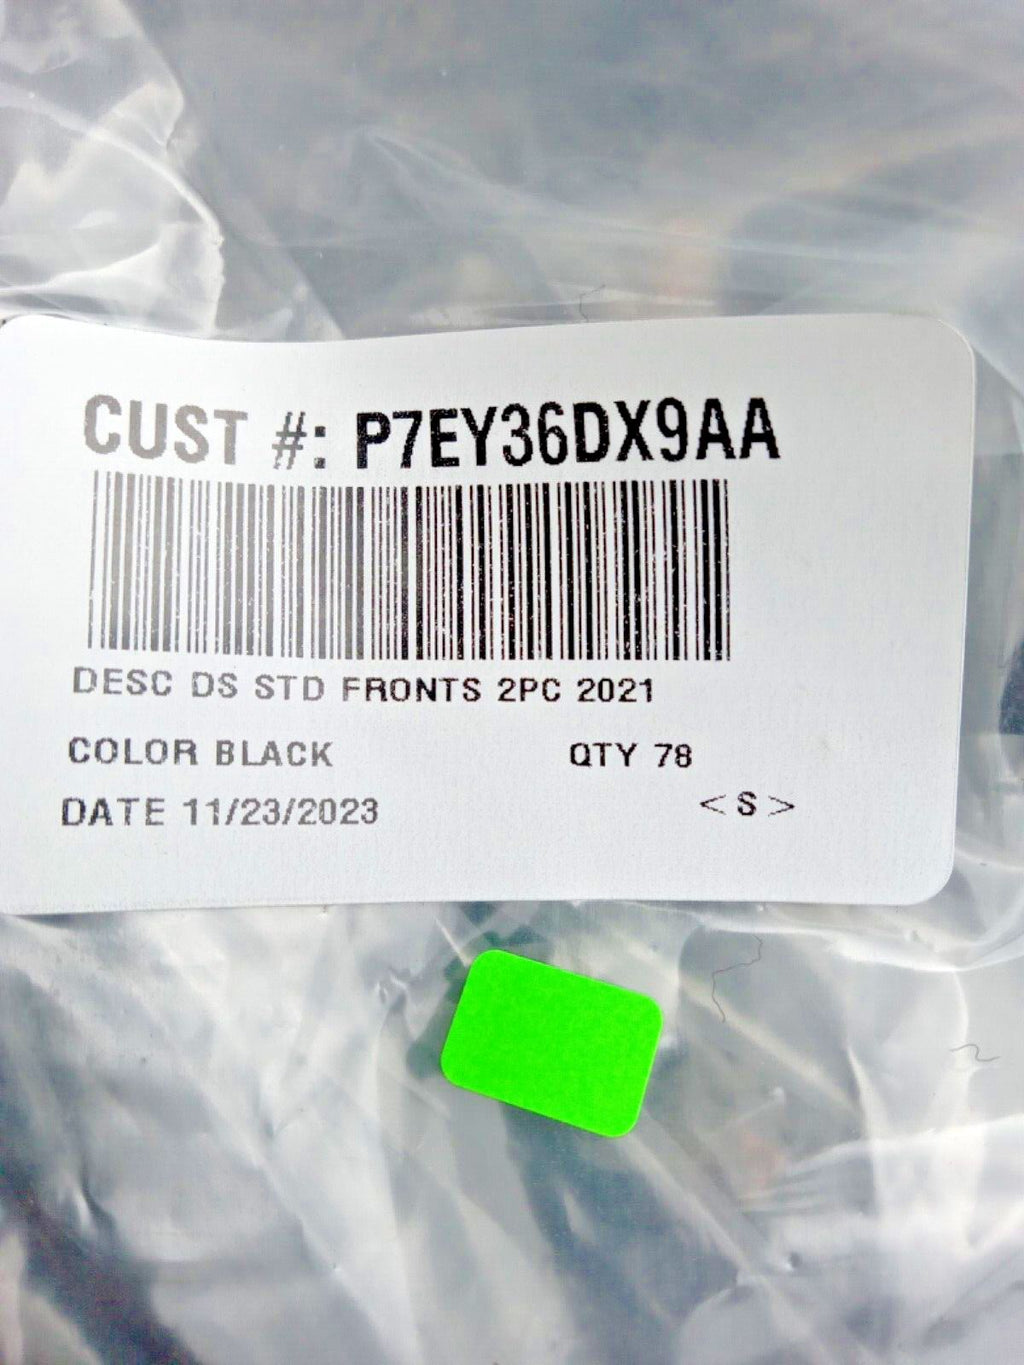 CUST #: P7EY36DX9AA
DESC DS STD FRONTS 2PC 2021
COLOR BLACK QTY 78
DATE 11/23/2023 <S>